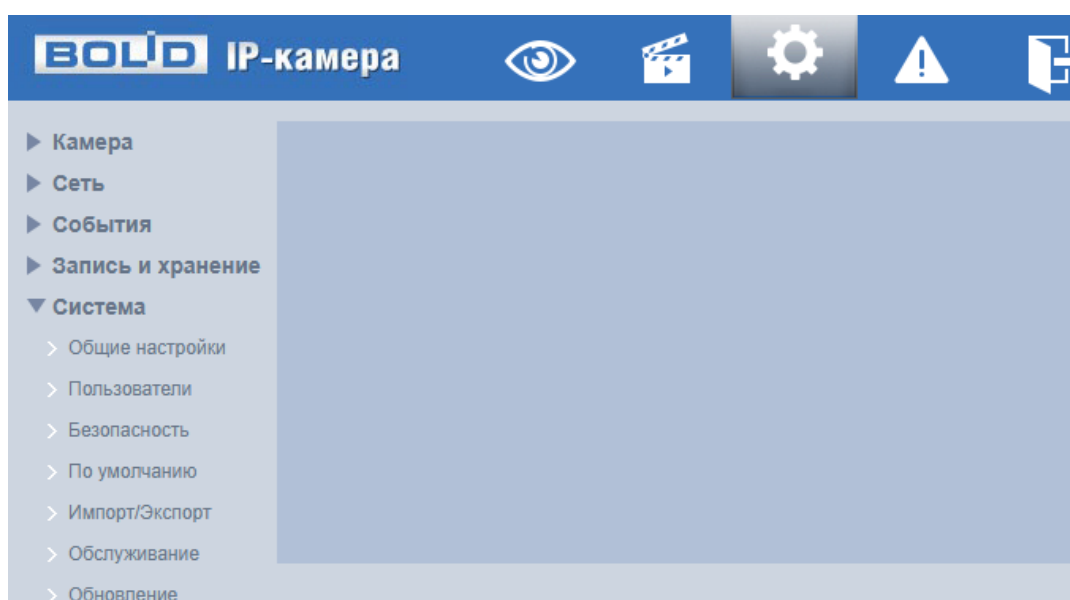 BOLID IP-камера
Камера
Сеть
События
Запись и хранение
Система
Общие настройки
Пользователи
Безопасность
По умолчанию
Импорт/Экспорт
Обслуживание
Обновление